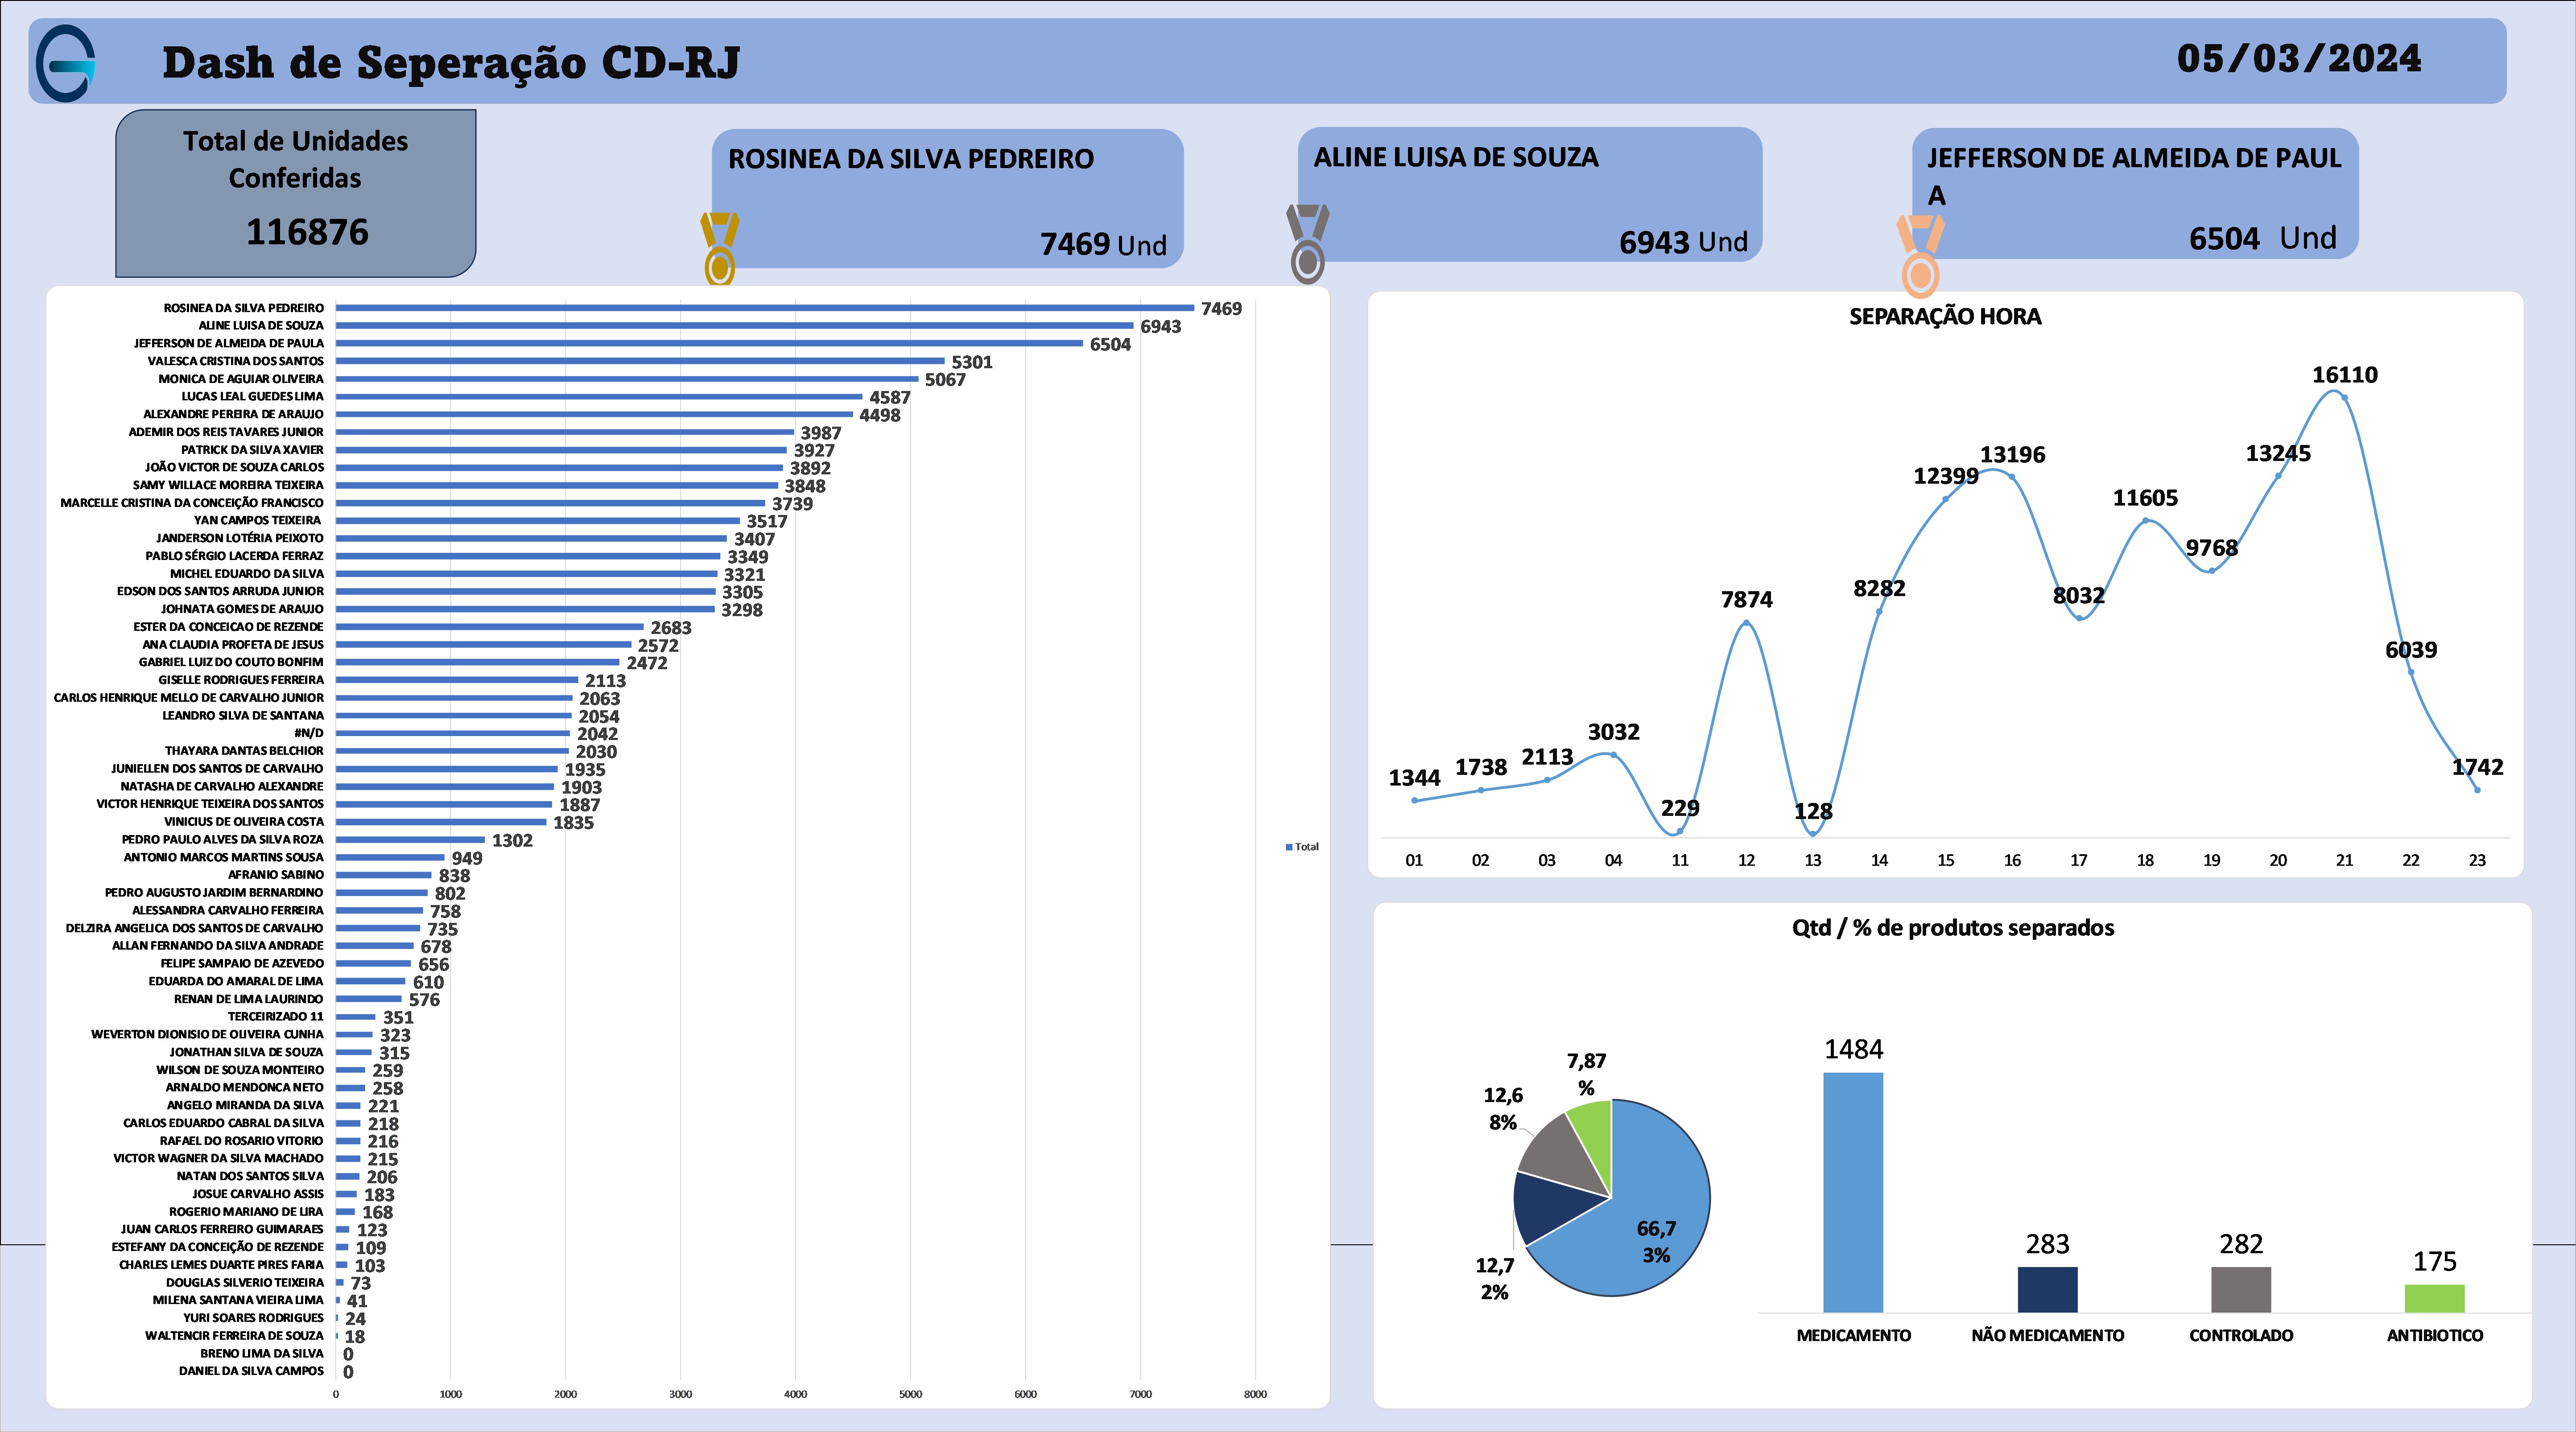 Dash de Seperação CD-RJ
05/03/2024
Total de Unidades
Conferidas
116876
ROSINEA DA SILVA PEDREIRO
7469 Und
ALINE LUISA DE SOUZA
6943 Und
JEFFERSON DE ALMEIDA DE PAUL
A
6504 Und
ROSINEA DA SILVA PEDREIRO 7469
ALINE LUISA DE SOUZA 6943
JEFFERSON DE ALMEIDA DE PAULA 6504
VALESCA CRISTINA DOS SANTOS 5301
MONICA DE AGUIAR OLIVEIRA 5067
LUCAS LEAL GUEDES LIMA 4587
ALEXANDRE PEREIRA DE ARAUJO 4498
ADEMIR DOS REIS TAVARES JUNIOR 3987
PATRICK DA SILVA XAVIER 3927
JOÃO VICTOR DE SOUZA CARLOS 3892
SAMY WILLACE MOREIRA TEIXEIRA 3848
MARCELLE CRISTINA DA CONCEIÇÃO FRANCISCO 3739
YAN CAMPOS TEIXEIRA 3517
JANDERSON LOTÉRIA PEIXOTO 3407
PABLO SÉRGIO LACERDA FERRAZ 3349
MICHEL EDUARDO DA SILVA 3321
EDSON DOS SANTOS ARRUDA JUNIOR 3305
JOHNATA GOMES DE ARAUJO 3298
ESTER DA CONCEICAO DE REZENDE 2683
ANA CLAUDIA PROFETA DE JESUS 2572
GABRIEL LUIZ DO COUTO BONFIM 2472
GISELLE RODRIGUES FERREIRA 2113
CARLOS HENRIQUE MELLO DE CARVALHO JUNIOR 2063
LEANDRO SILVA DE SANTANA 2054
#N/D 2042
THAYARA DANTAS BELCHIOR 2030
JUNIELLEN DOS SANTOS DE CARVALHO 1935
NATASHA DE CARVALHO ALEXANDRE 1903
VICTOR HENRIQUE TEIXEIRA DOS SANTOS 1887
VINICIUS DE OLIVEIRA COSTA 1835
PEDRO PAULO ALVES DA SILVA ROZA 1302
ANTONIO MARCOS MARTINS SOUSA 949
AFRANIO SABINO 838
PEDRO AUGUSTO JARDIM BERNARDINO 802
ALESSANDRA CARVALHO FERREIRA 758
DELZIRA ANGELICA DOS SANTOS DE CARVALHO 735
ALLAN FERNANDO DA SILVA ANDRADE 678
FELIPE SAMPAIO DE AZEVEDO 656
EDUARDA DO AMARAL DE LIMA 610
RENAN DE LIMA LAURINDO 576
TERCEIRIZADO 11 351
WEVERTON DIONISIO DE OLIVEIRA CUNHA 323
JONATHAN SILVA DE SOUZA 315
WILSON DE SOUZA MONTEIRO 259
ARNALDO MENDONCA NETO 258
ANGELO MIRANDA DA SILVA 221
CARLOS EDUARDO CABRAL DA SILVA 218
RAFAEL DO ROSARIO VITORIO 216
VICTOR WAGNER DA SILVA MACHADO 215
NATAN DOS SANTOS SILVA 206
JOSUE CARVALHO ASSIS 183
ROGERIO MARIANO DE LIRA 168
JUAN CARLOS FERREIRO GUIMARAES 123
ESTEFANY DA CONCEIÇÃO DE REZENDE 109
CHARLES LEMES DUARTE PIRES FARIA 103
DOUGLAS SILVERIO TEIXEIRA 73
MILENA SANTANA VIEIRA LIMA 41
YURI SOARES RODRIGUES 24
WALTENCIR FERREIRA DE SOUZA 18
BRENO LIMA DA SILVA 0
DANIEL DA SILVA CAMPOS 0
0 1000 2000 3000 4000 5000 6000 7000 8000
Total
SEPARAÇÃO HORA
1344 1738 2113 3032 229 7874 128 8282 12399 13196 8032 11605 9768 13245 16110 6039 1742
01 02 03 04 11 12 13 14 15 16 17 18 19 20 21 22 23
Qtd / % de produtos separados
7,87
%
12,6
8%
12,7
2%
66,7
3%
1484 283 282 175
MEDICAMENTO NÃO MEDICAMENTO CONTROLADO ANTIBIOTICO